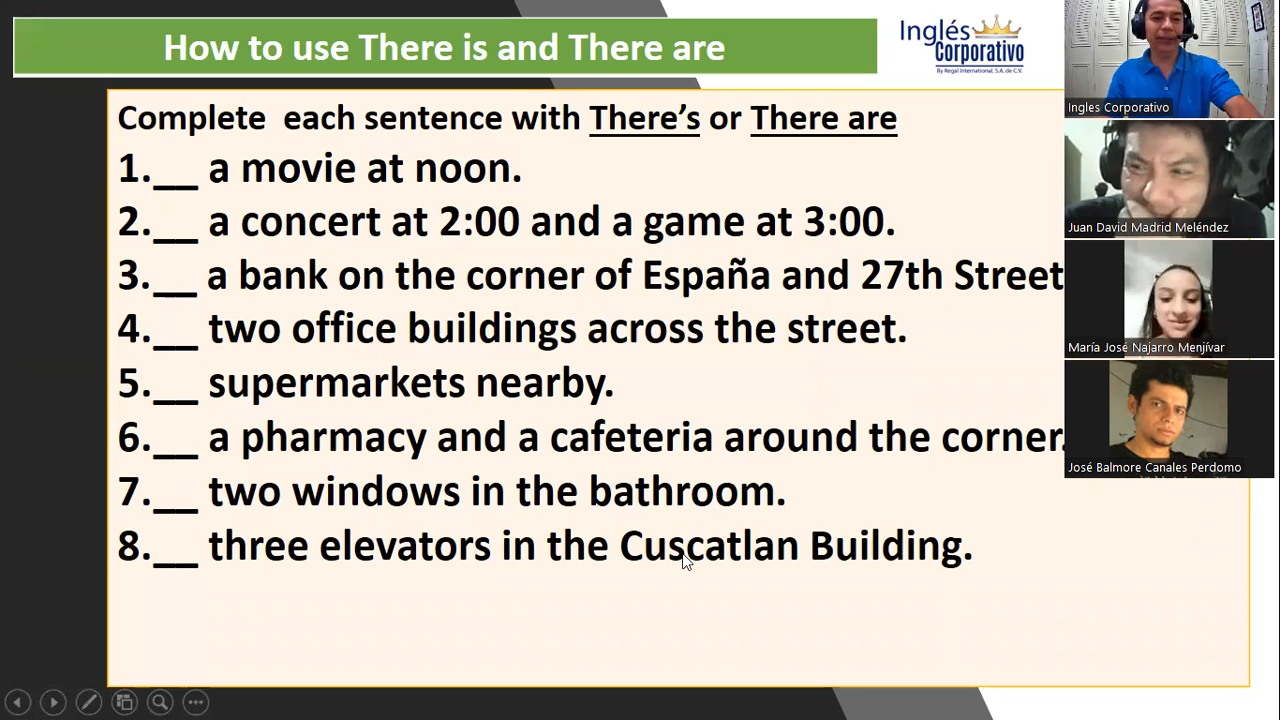 How to use There is and There are
Inglés
Corporativo
By Regal International, S.A. de C.V.
Complete each sentence with There's or There are
1.__ a movie at noon.
2.__ a concert at 2:00 and a game at 3:00.
3.__ a bank on the corner of España and 27th Street
4.__ two office buildings across the street.
5.__ supermarkets nearby.
6.__ a pharmacy and a cafeteria around the corner.
7.__ two windows in the bathroom.
8.__ three elevators in the Cuscatlan Building.
Ingles Corporativo
Juan David Madrid Meléndez
María José Najarro Menjívar
José Balmore Canales Perdomo